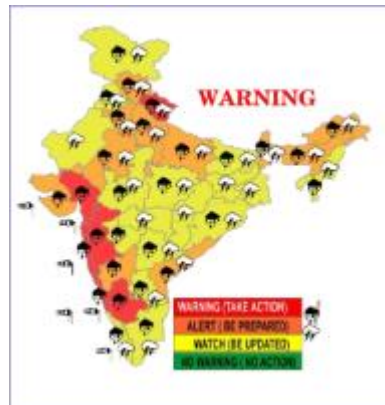 WARNING
WARNING (TAKE ACTION)
ALERT ( BE PREPARED)
WATCH (BE UPDATED)
NO WARNING ( NO ACTION)